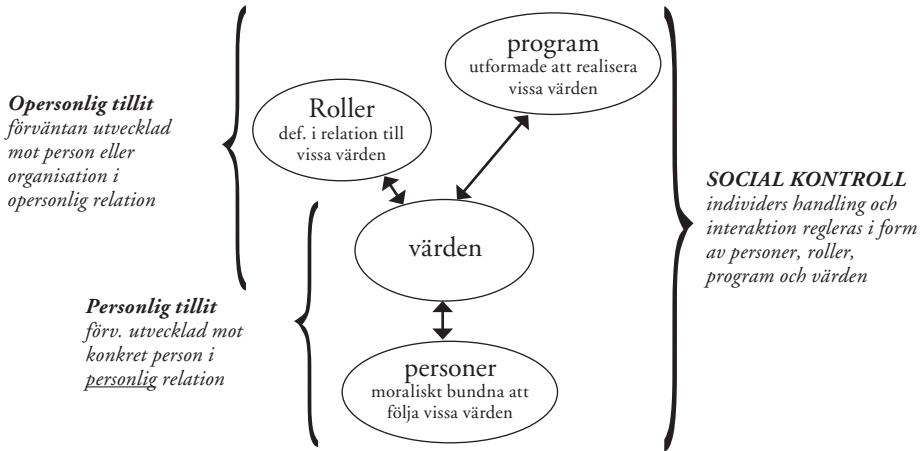 Opersonlig tillit
förväntan utvecklad
mot person eller
organisation i
opersonlig relation
Personlig tillit
förv. utvecklad mot
konkret person i
personlig relation
program
utformade att realisera
vissa värden
Roller
def. i relation till
vissa värden
värden
personer
moraliskt bundna att
följa vissa värden
SOCIAL KONTROLL
individers handling och
interaktion regleras i form
av personer, roller,
program och värden